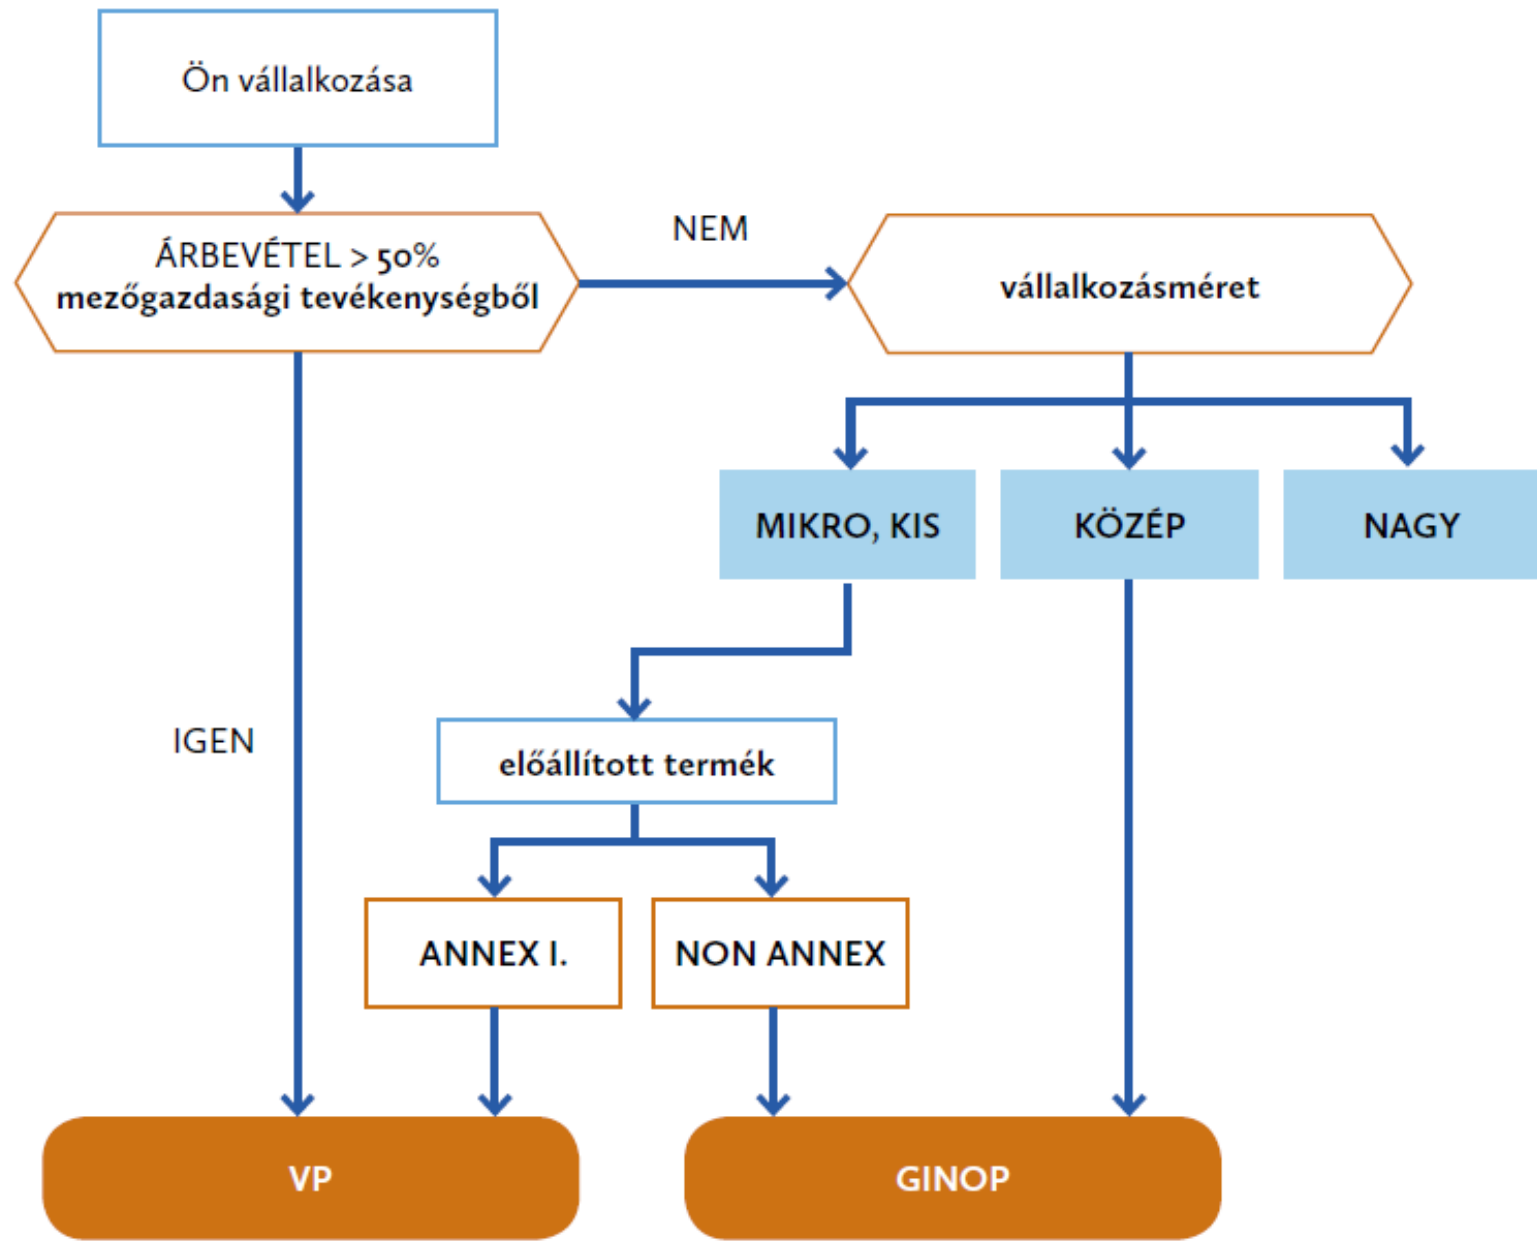 Ön vállalkozása
ÁRBEVÉTEL > 50%
mezőgazdasági tevékenységből
NEM
vállalkozásméret
MIKRO, KIS
KÖZÉP
NAGY
IGEN
előállított termék
ANNEX I.
NON ANNEX
VP
GINOP